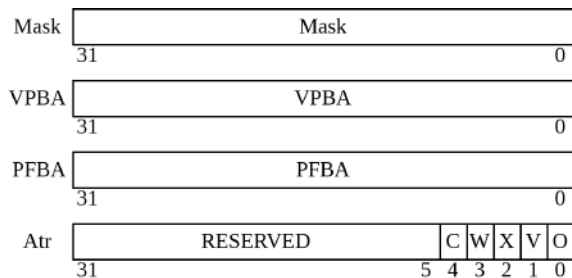 Mask Mask
31 0
VPBA VPBA
31 0
PFBA PFBA
31 0
Atr RESERVED C W X V O
31 5 4 3 2 1 0